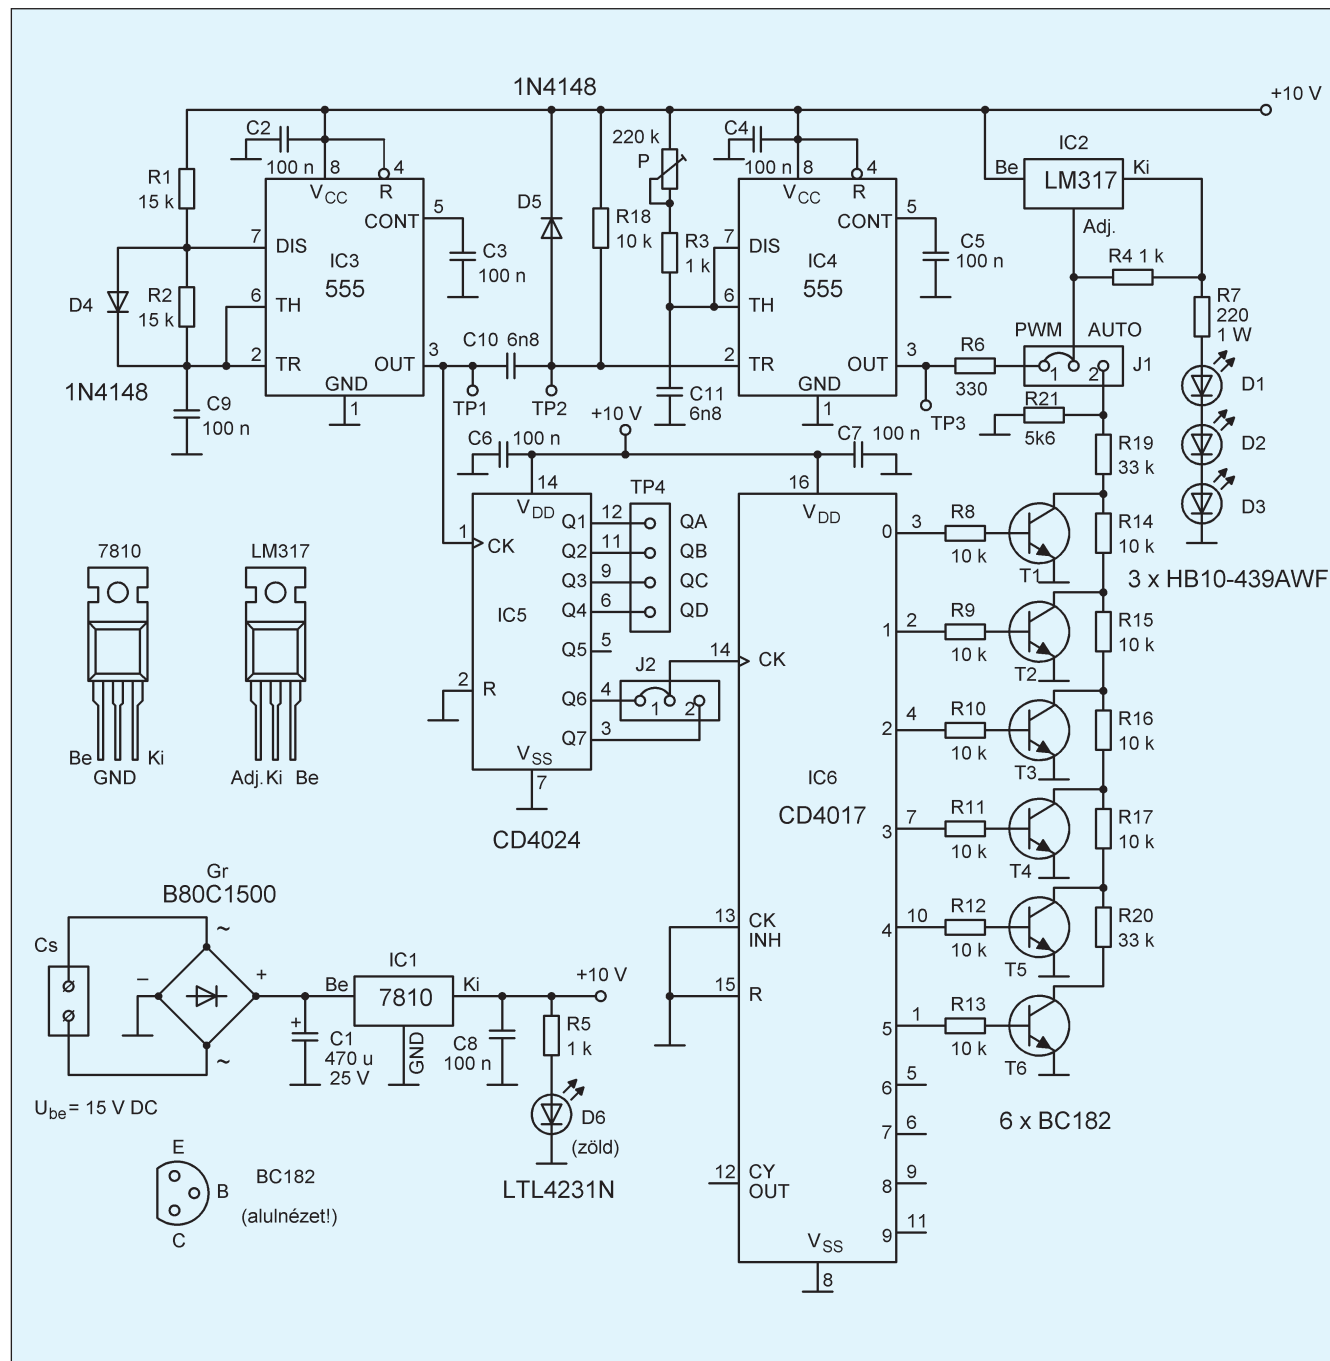 1N4148
+10 V
C2
100 n
8
4
V_CC
R
R1
15 k
R2
15 k
D4
1N4148
C9
100 n
7
DIS
6
TH
2
TR
IC3
555
CONT
5
C3
100 n
OUT
3
GND
1
D5
R18
10 k
220 k
P
R3
1 k
C10 6n8
TP1
TP2
C11
6n8
C4
100 n
8
4
V_CC
R
7
DIS
6
TH
2
TR
IC4
555
CONT
5
C5
100 n
OUT
3
GND
1
IC2
Be
LM317
Ki
Adj.
R4 1 k
R7
220
1 W
PWM
AUTO
1
2
J1
R6
330
TP3
R21
5k6
R19
33 k
D1
D2
D3
3 x HB10-439AWF
+10 V
C6
100 n
C7
100 n
14
V_DD
1
CK
IC5
2
R
Q1
12
Q2
11
Q3
9
Q4
6
Q5
5
Q6
4
Q7
3
V_SS
7
CD4024
TP4
QA
QB
QC
QD
J2
1
2
16
V_DD
14
CK
IC6
CD4017
13
CK
INH
15
R
12
CY
OUT
V_SS
8
0
3
1
2
2
4
3
7
4
10
5
1
6
5
7
6
8
9
9
11
R8
10 k
T1
R14
10 k
R9
10 k
T2
R15
10 k
R10
10 k
T3
R16
10 k
R11
10 k
T4
R17
10 k
R12
10 k
T5
R20
33 k
R13
10 k
T6
6 x BC182
7810
Be
GND
Ki
LM317
Adj.
Ki
Be
Gr
B80C1500
Cs
~
~
–
+
U_be = 15 V DC
+
C1
470 u
25 V
IC1
Be
7810
Ki
GND
C8
100 n
+10 V
R5
1 k
D6
(zöld)
LTL4231N
E
B
C
BC182
(alulnézet!)